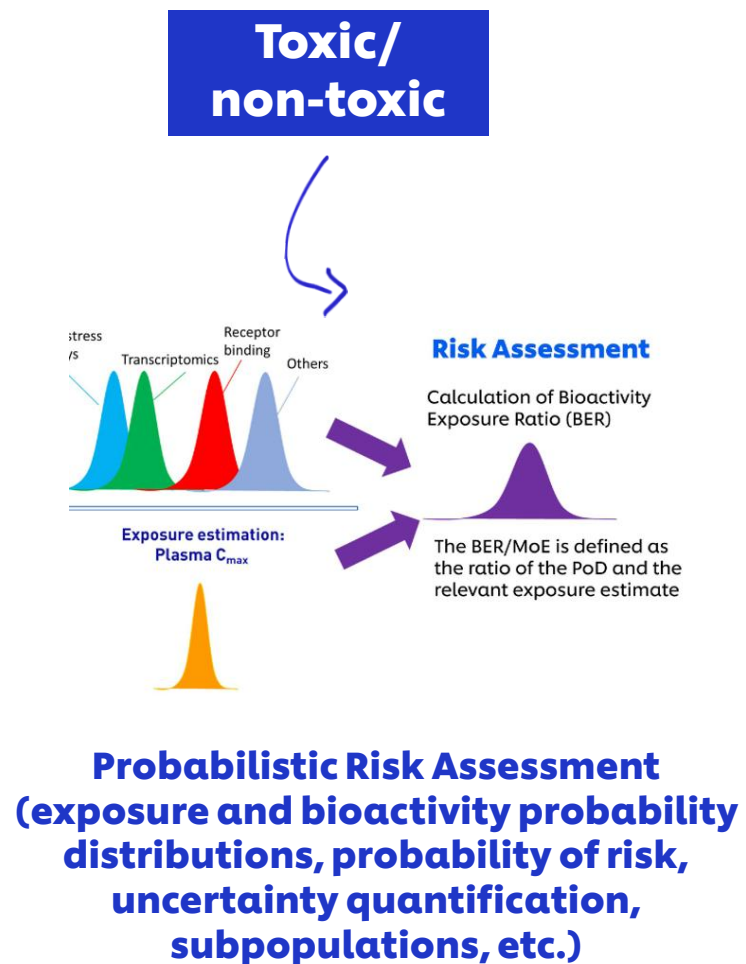 Toxic/
non-toxic
Receptor
binding
Transcriptomics
Others
Risk Assessment
Calculation of Bioactivity
Exposure Ratio (BER)
Exposure estimation:
Plasma Cmax
The BER/MoE is defined as
the ratio of the PoD and the
relevant exposure estimate
Probabilistic Risk Assessment
(exposure and bioactivity probability
distributions, probability of risk,
uncertainty quantification,
subpopulations, etc.)